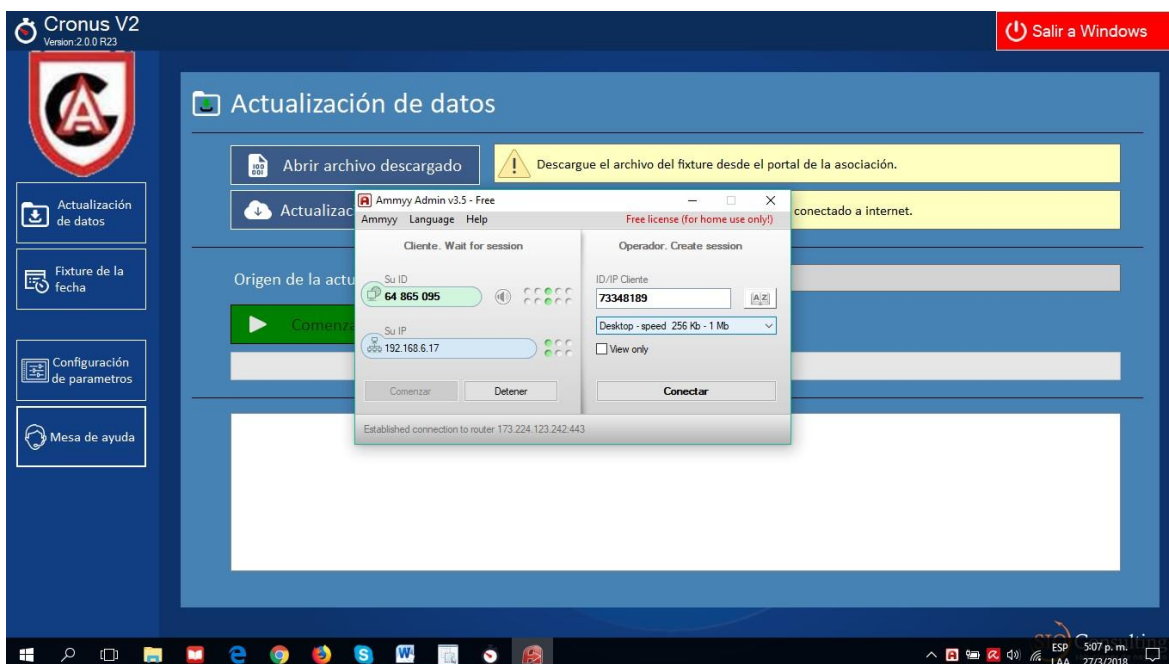 Cronus V2
Version:2.0.0 R23
Salir a Windows
CA
Actualización de datos
Abrir archivo descargado
Descargue el archivo del fixture desde el portal de la asociación.
Actualizac
conectado a internet.
Actualización
de datos
Fixture de la
fecha
Configuración
de parametros
Mesa de ayuda
Origen de la actu
Comenza
Ammyy Admin v3.5 - Free
Ammyy Language Help
Free license (for home use only!)
Cliente. Wait for session
Su ID
64 865 095
Su IP
192.168.6.17
Comenzar
Detener
Operador. Create session
ID/IP Cliente
73348189
A Z
Desktop - speed 256 Kb - 1 Mb
View only
Conectar
Established connection to router 173.224.123.242:443
ESP
LAA
5:07 p. m.
27/3/2018